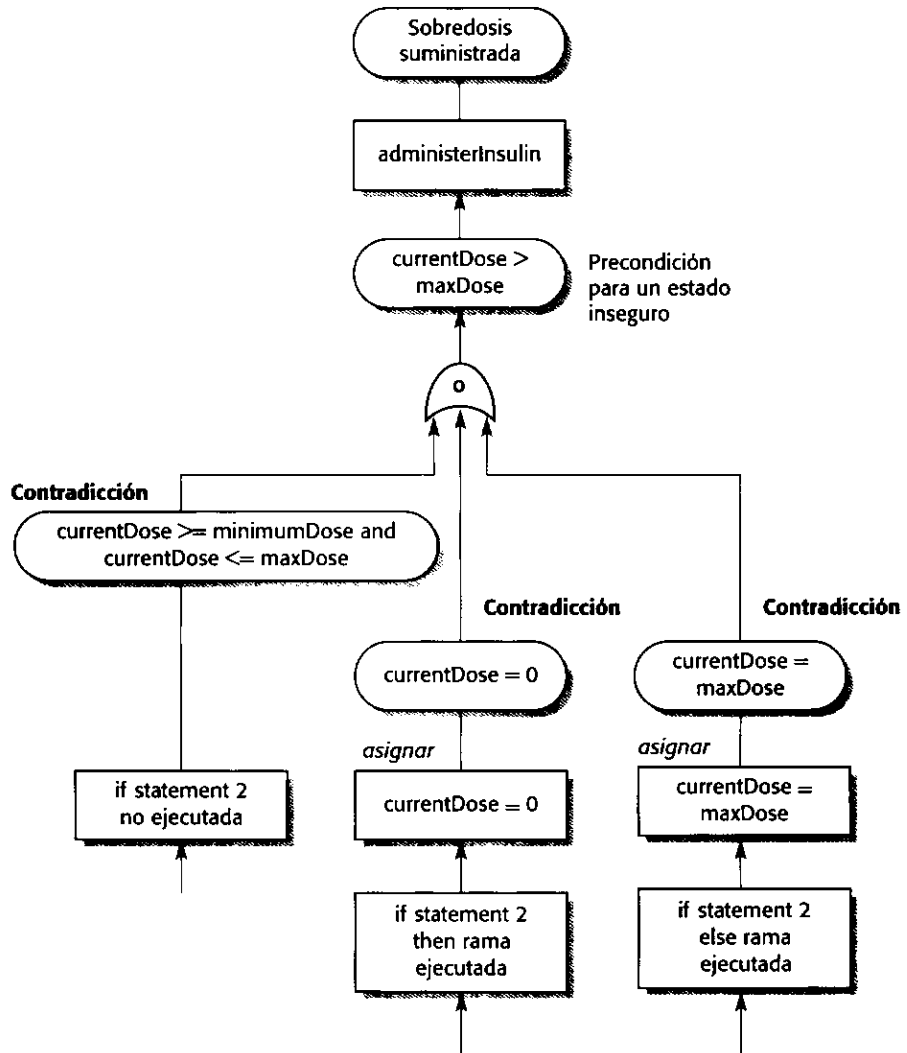 Sobredosis
suministrada
administerInsulin
currentDose >
maxDose
Precondición
para un estado
inseguro
o
Contradicción
currentDose >= minimumDose and
currentDose <= maxDose
Contradicción
Contradicción
currentDose = 0
currentDose =
maxDose
asignar
asignar
if statement 2
no ejecutada
currentDose = 0
currentDose =
maxDose
if statement 2
then rama
ejecutada
if statement 2
else rama
ejecutada